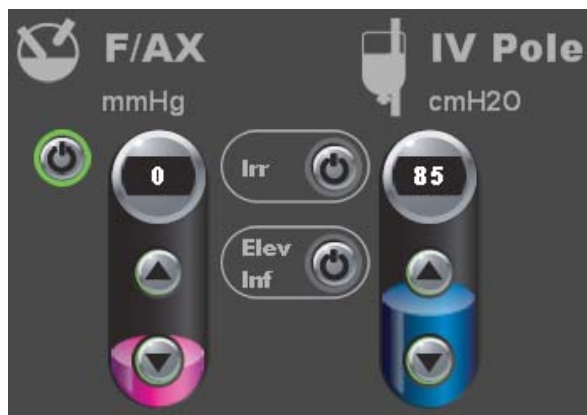 F/AX
mmHg
0
Irr
Elev
Inf
IV Pole
cmH2O
85